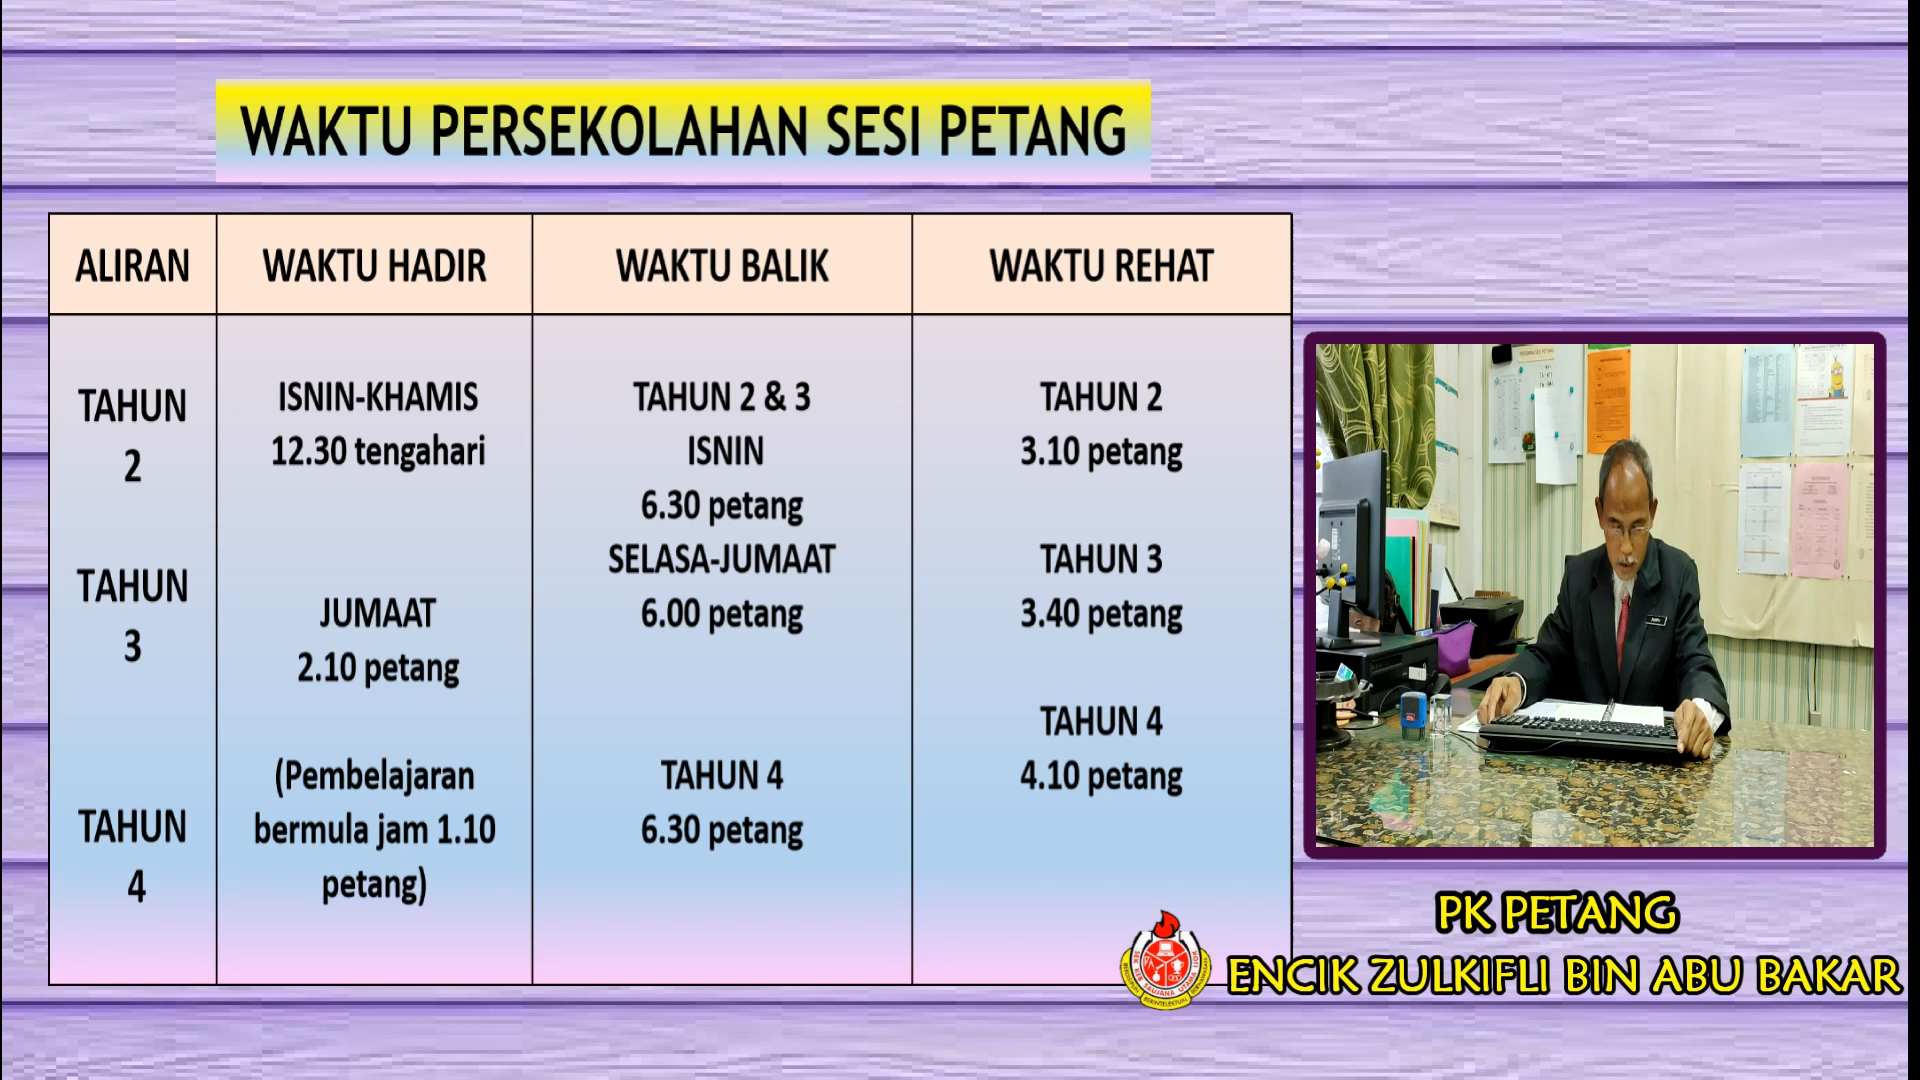 WAKTU PERSEKOLAHAN SESI PETANG
ALIRAN
WAKTU HADIR
WAKTU BALIK
WAKTU REHAT
TAHUN
2
TAHUN
3
TAHUN
4
ISNIN-KHAMIS
12.30 tengahari
JUMAAT
2.10 petang
(Pembelajaran
bermula jam 1.10
petang)
TAHUN 2 & 3
ISNIN
6.30 petang
SELASA-JUMAAT
6.00 petang
TAHUN 4
6.30 petang
TAHUN 2
3.10 petang
TAHUN 3
3.40 petang
TAHUN 4
4.10 petang
PK PETANG
ENCIK ZULKIFLI BIN ABU BAKAR